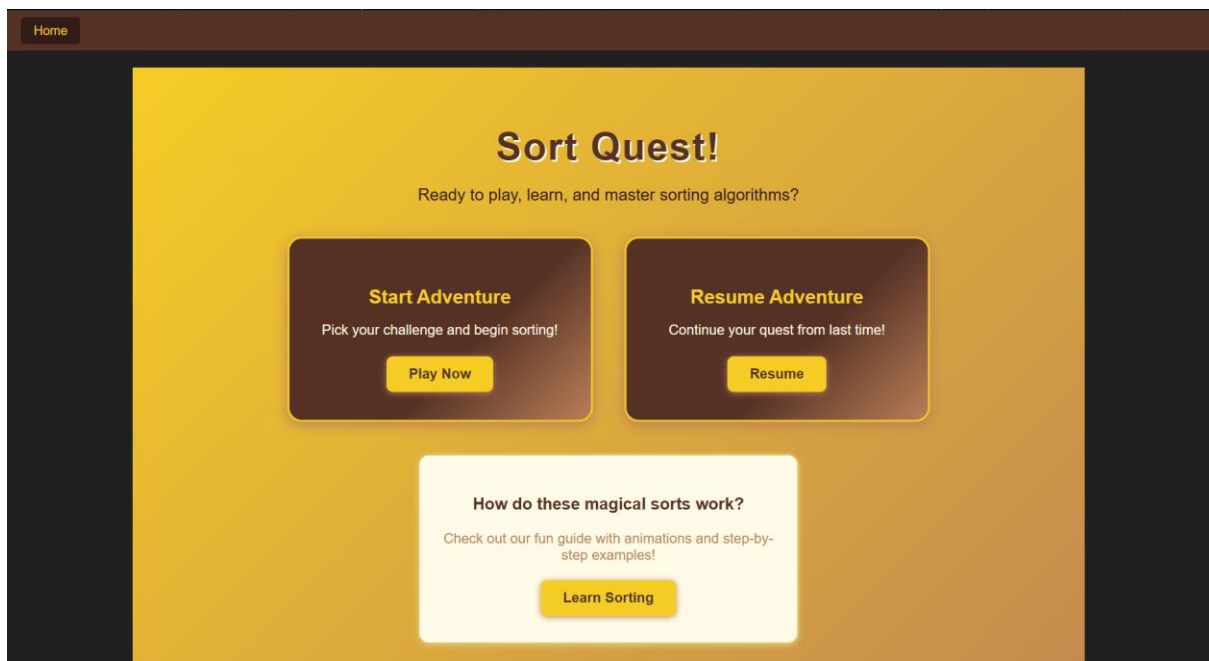 Home
Sort Quest!
Ready to play, learn, and master sorting algorithms?
Start Adventure
Pick your challenge and begin sorting!
Play Now
Resume Adventure
Continue your quest from last time!
Resume
How do these magical sorts work?
Check out our fun guide with animations and step-by-
step examples!
Learn Sorting